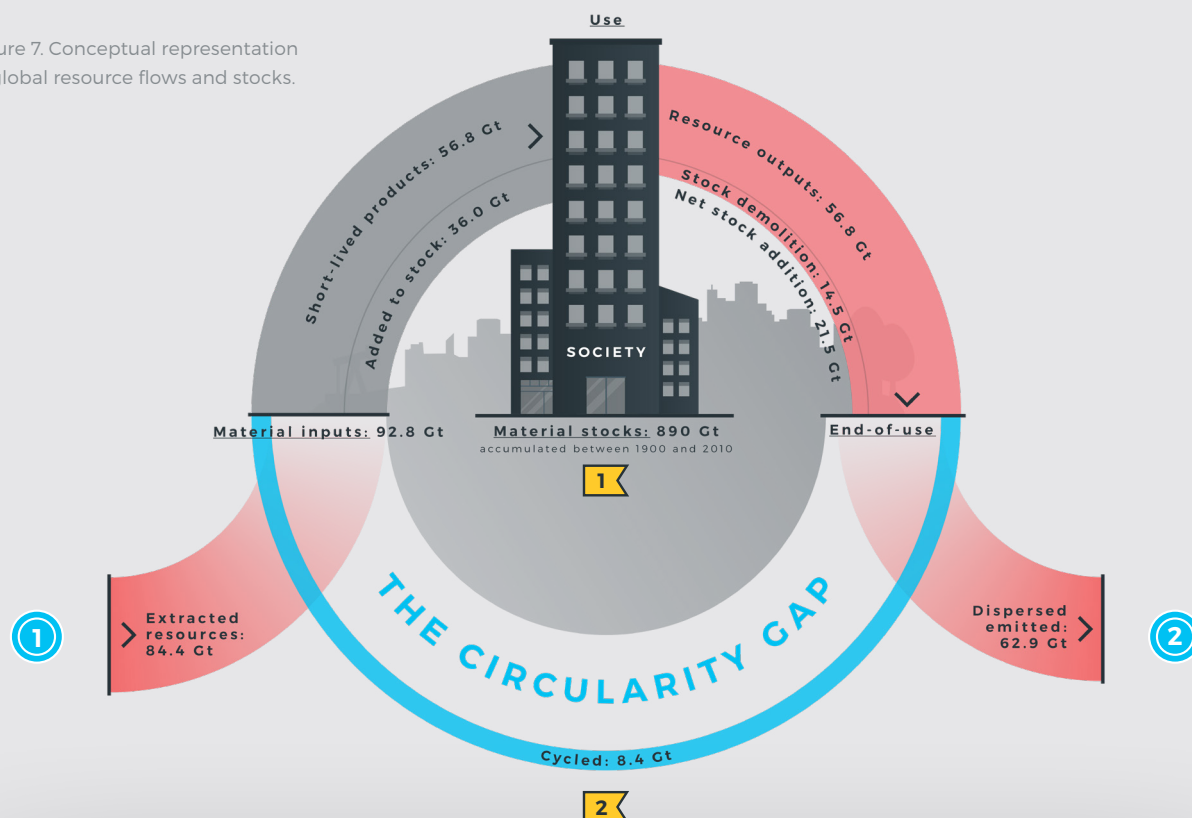 Use
ure 7. Conceptual representation
global resource flows and stocks.
Short-lived products: 56.8 Gt
Added to stock: 36.0 Gt
Resource outputs: 56.8 Gt
Stock demolition: 14.5 Gt
Net stock addition: 21.5 Gt
SOCIETY
Material inputs: 92.8 Gt
Material stocks: 890 Gt
accumulated between 1900 and 2010
End-of-use
1
THE CIRCULARITY GAP
Extracted
resources:
84.4 Gt
1
Dispersed
emitted:
62.9 Gt
2
Cycled: 8.4 Gt
2